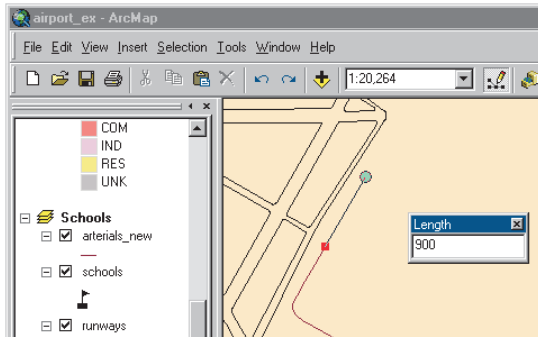 airport_ex - ArcMap
File Edit View Insert Selection Tools Window Help
1:20,264
COM
IND
RES
UNK
Schools
arterials_new
schools
runways
Length
900